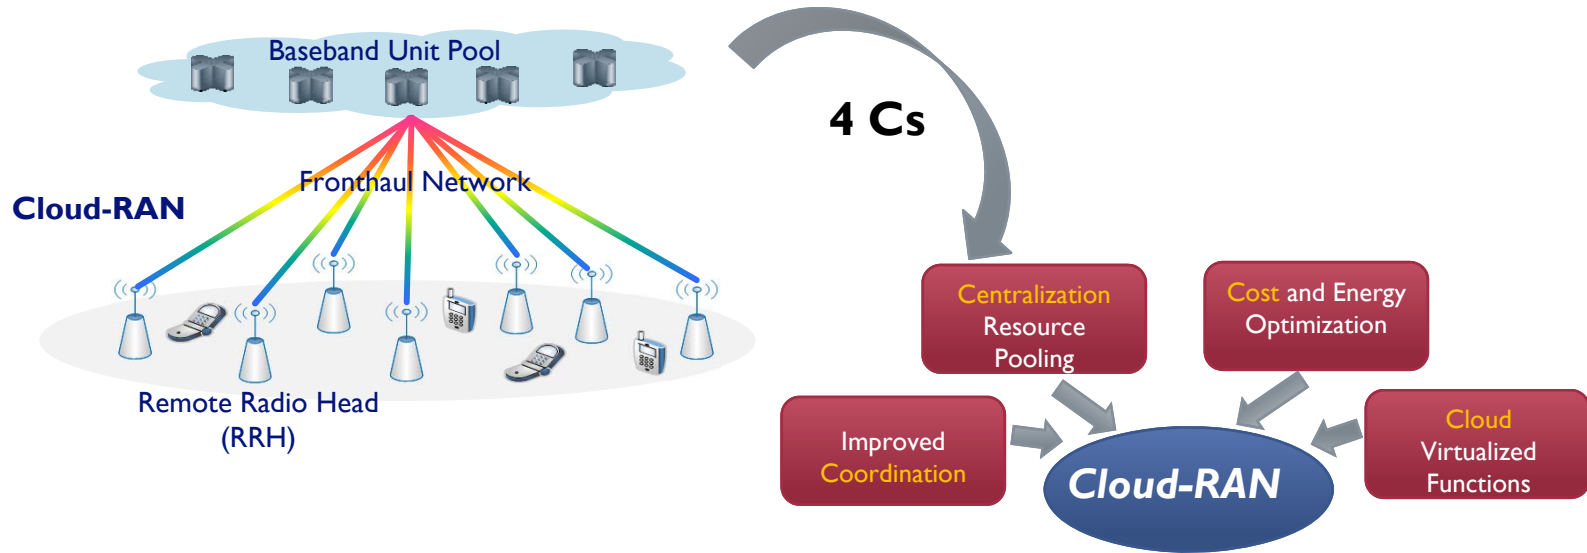 Baseband Unit Pool
Fronthaul Network
Cloud-RAN
Remote Radio Head
(RRH)
4 Cs
Centralization
Resource
Pooling
Cost and Energy
Optimization
Improved
Coordination
Cloud
Virtualized
Functions
Cloud-RAN